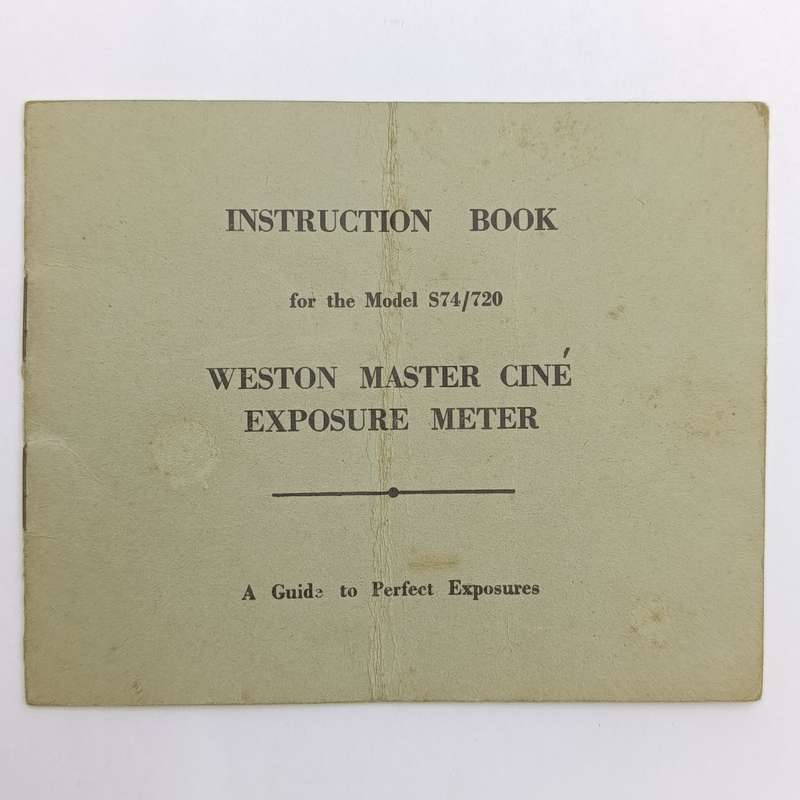 INSTRUCTION BOOK
for the Model S74/720
WESTON MASTER CINÉ
EXPOSURE METER
A Guide to Perfect Exposures